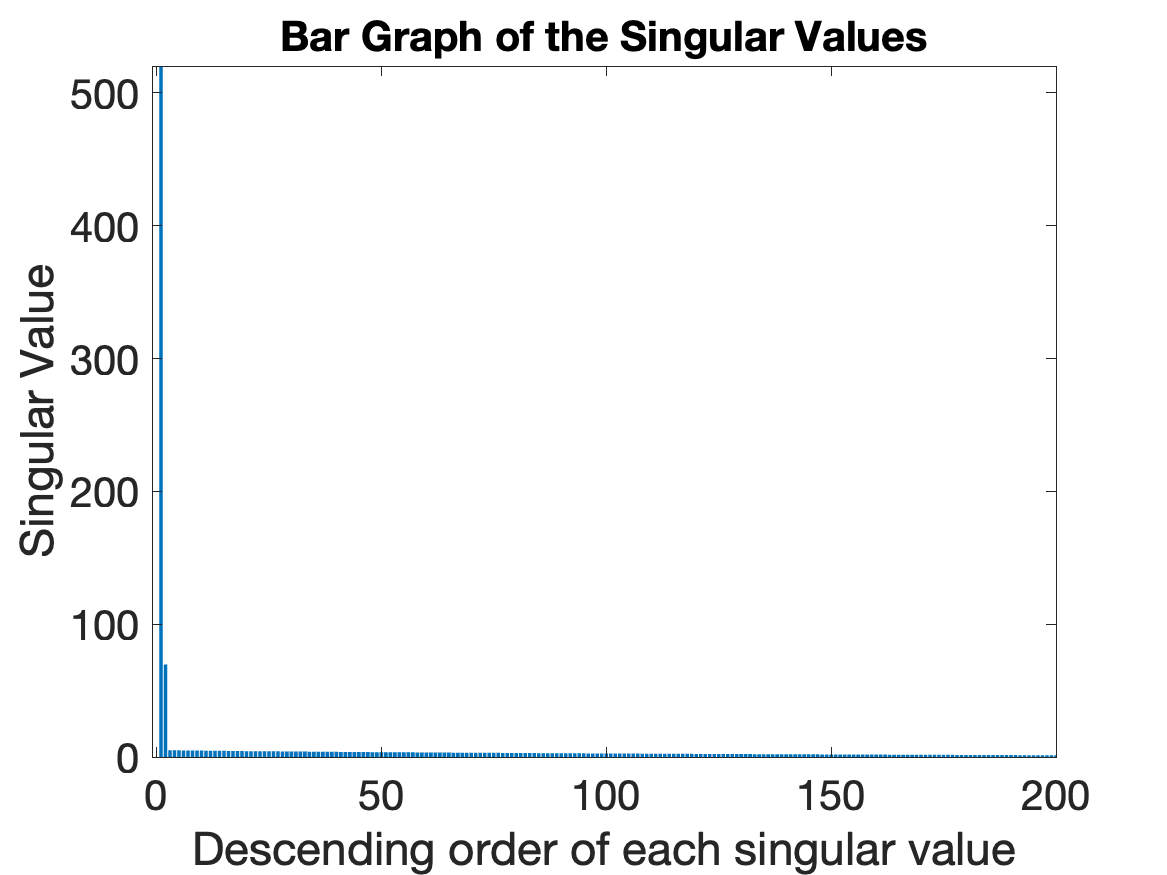 Bar Graph of the Singular Values
500
400
300
200
100
0
Singular Value
0 50 100 150 200
Descending order of each singular value